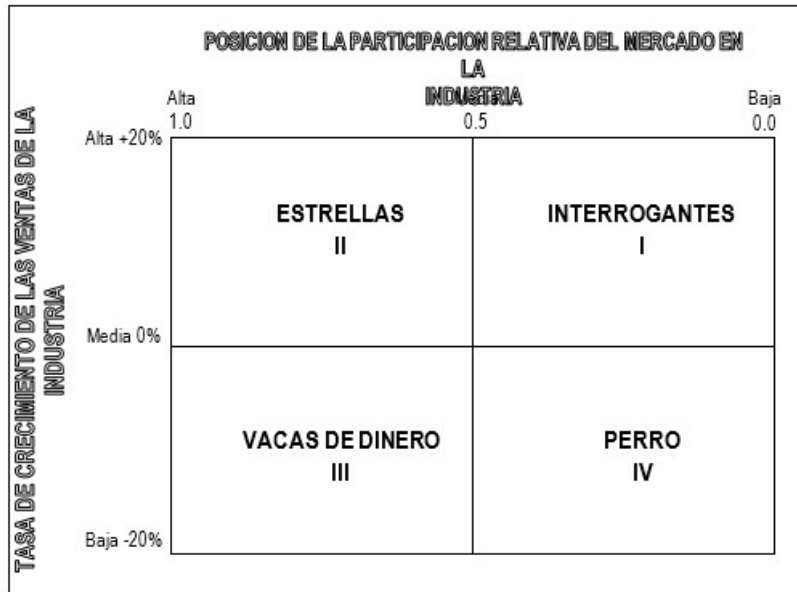 POSICION DE LA PARTICIPACION RELATIVA DEL MERCADO EN
LA
INDUSTRIA
Alta
Baja
1.0
0.5
0.0
TASA DE CRECIMIENTO DE LAS VENTAS DE LA
INDUSTRIA
Alta +20%
ESTRELLAS
II
INTERROGANTES
I
Media 0%
VACAS DE DINERO
III
PERRO
IV
Baja -20%